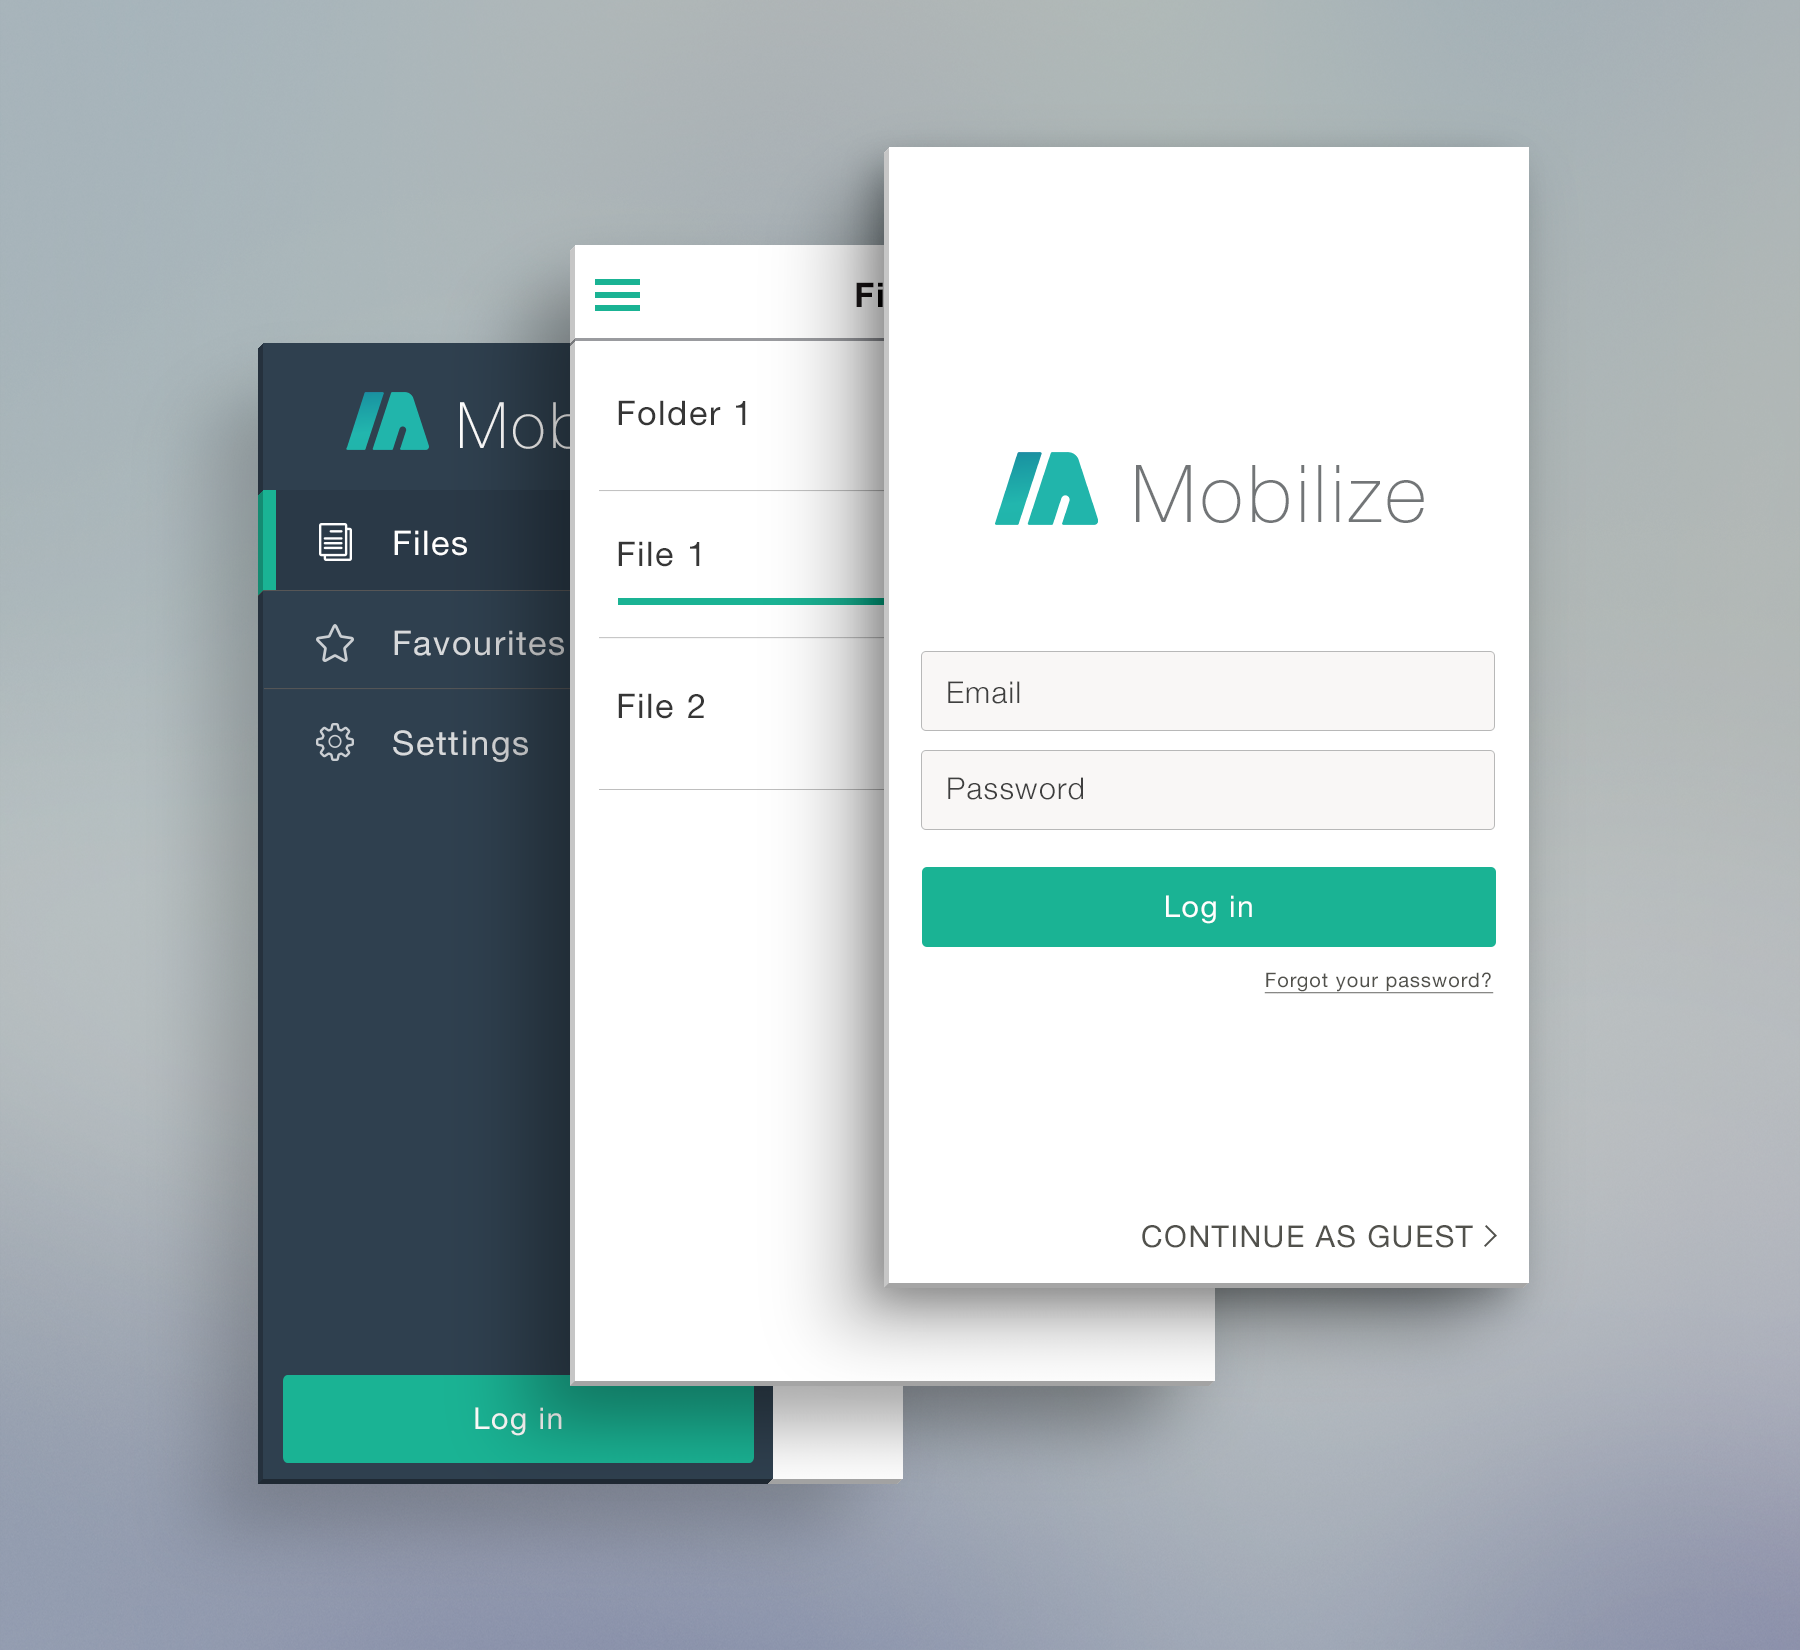 Mob
Files
Favourites
Settings
Log in
Fi
Folder 1
File 1
File 2
Mobilize
Email
Password
Log in
Forgot your password?
CONTINUE AS GUEST